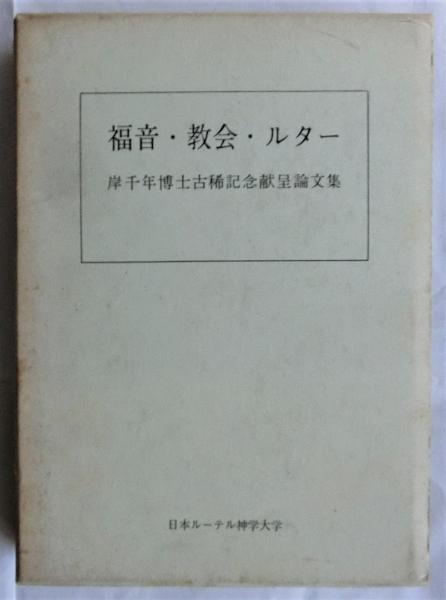 福音・教会・ルター
岸千年博士古稀記念献呈論文集
日本ルーテル神学大学